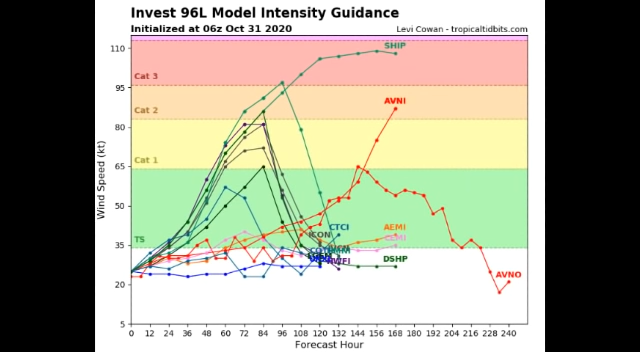 Invest 96L Model Intensity Guidance
Initialized at 06z Oct 31 2020
Levi Cowan - tropicaltidbits.com
110
95
80
65
50
35
20
5
Wind Speed (kt)
Cat 3
Cat 2
Cat 1
TS
SHIP
AVNI
CTCI
AEMI
DSHP
AVNO
0 12 24 36 48 60 72 84 96 108 120 132 144 156 168 180 192 204 216 228 240
Forecast Hour